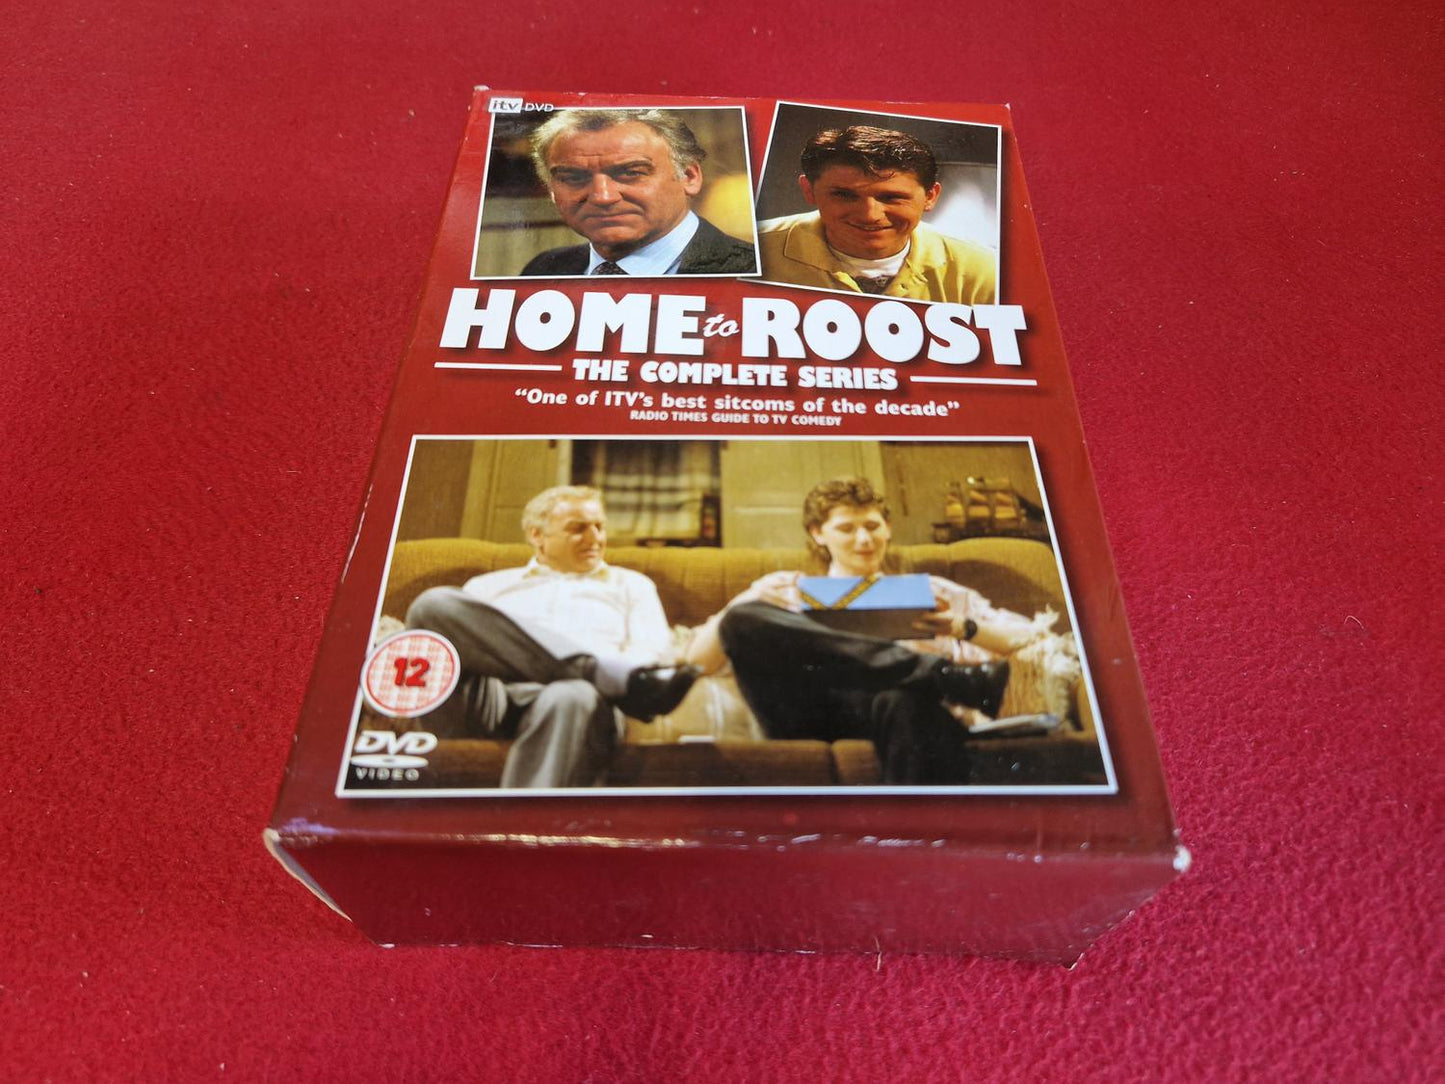 itv DVD
HOME to ROOST
THE COMPLETE SERIES
"One of ITV's best sitcoms of the decade"
RADIO TIMES GUIDE TO TV COMEDY
12
DVD
VIDEO